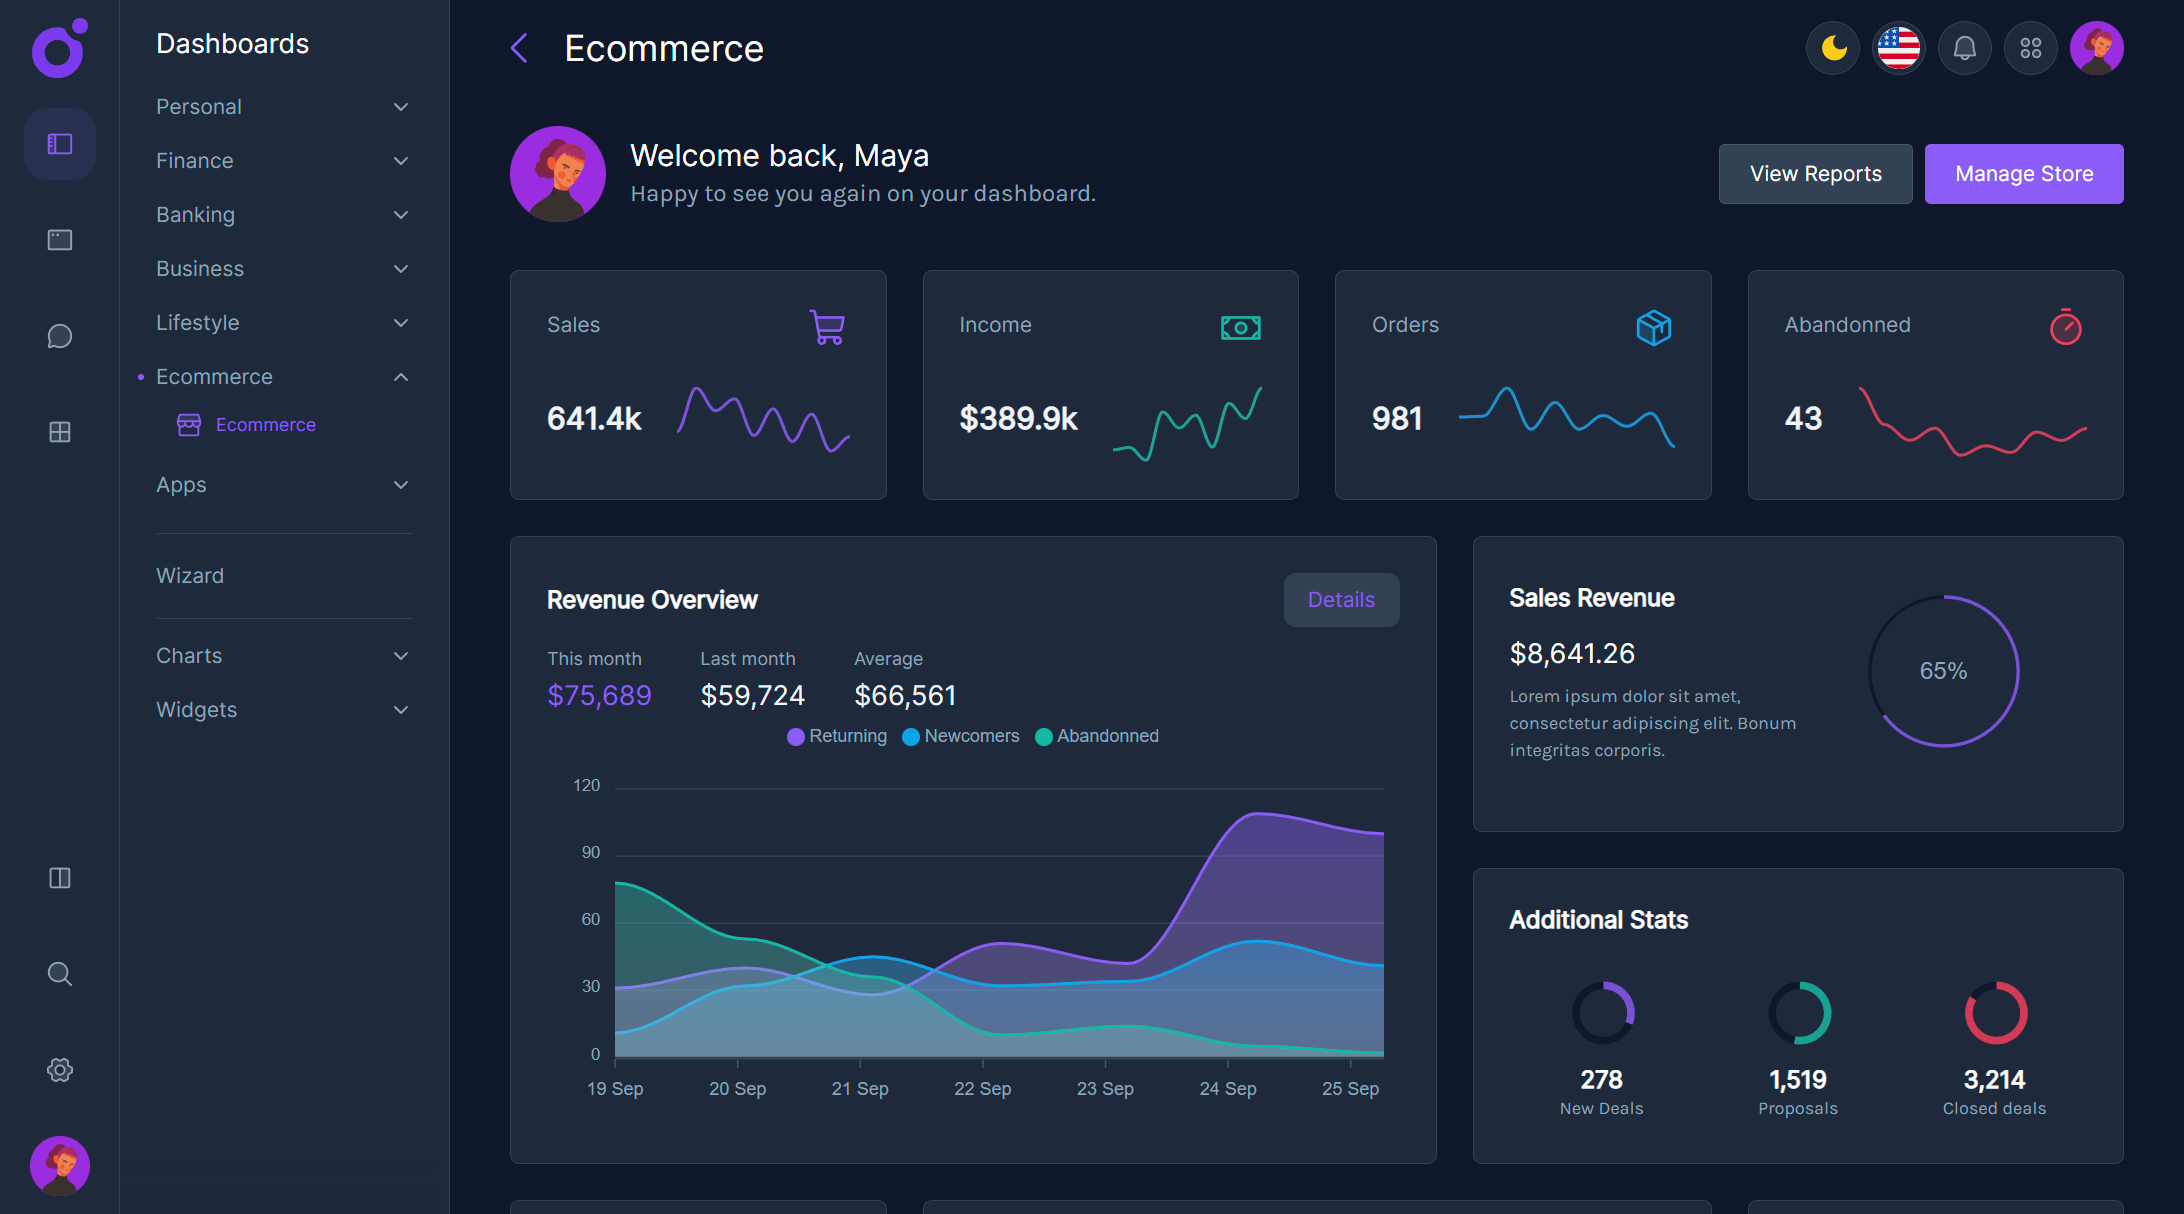 Dashboards
Personal
Finance
Banking
Business
Lifestyle
Ecommerce
Ecommerce
Apps
Wizard
Charts
Widgets
Ecommerce
Welcome back, Maya
Happy to see you again on your dashboard.
View Reports
Manage Store
Sales
641.4k
Income
$389.9k
Orders
981
Abandonned
43
Revenue Overview
Details
This month
$75,689
Last month
$59,724
Average
$66,561
Returning Newcomers Abandonned
120
90
60
30
0
19 Sep 20 Sep 21 Sep 22 Sep 23 Sep 24 Sep 25 Sep
Sales Revenue
$8,641.26
Lorem ipsum dolor sit amet,
consectetur adipiscing elit. Bonum
integritas corporis.
65%
Additional Stats
278
New Deals
1,519
Proposals
3,214
Closed deals